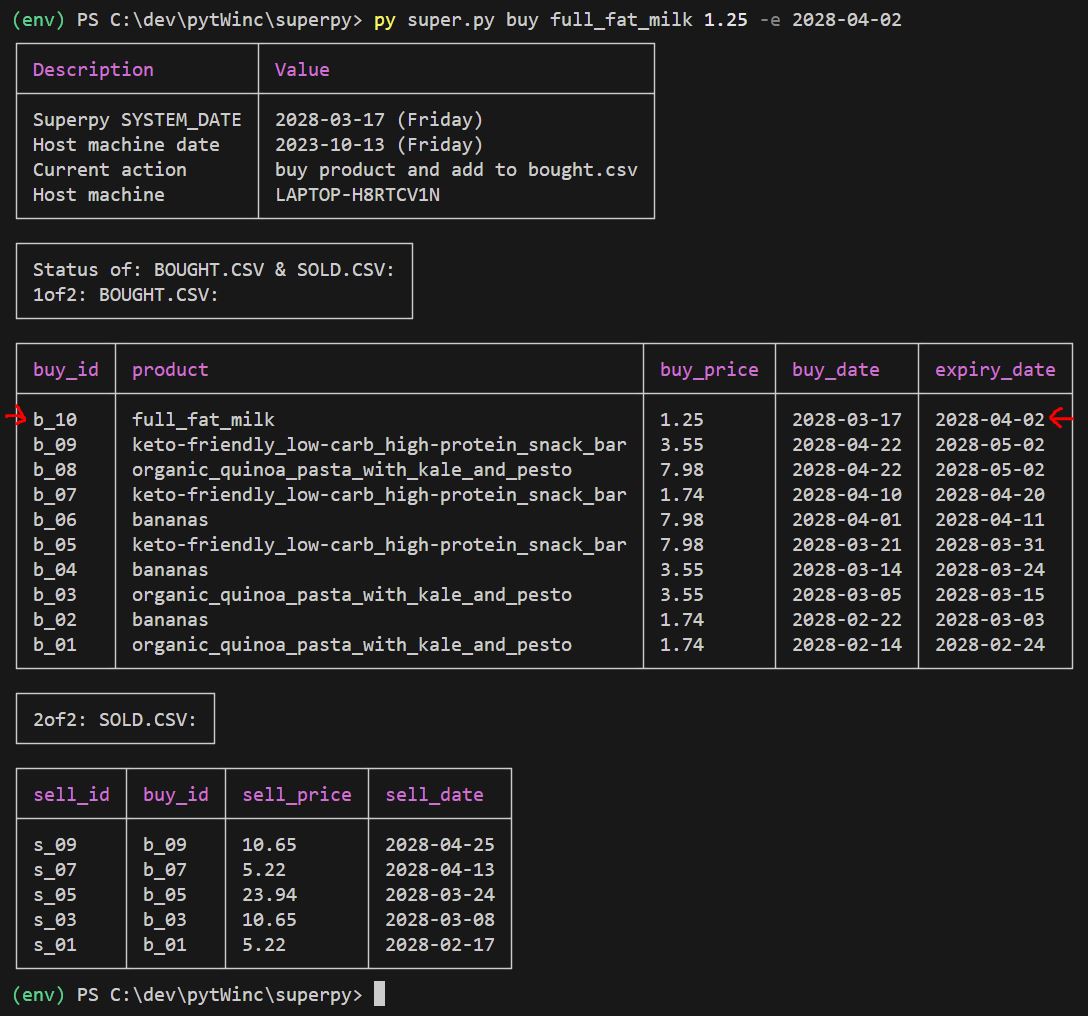 (env) PS C:\dev\pytWinc\superpy> py super.py buy full_fat_milk 1.25 -e 2028-04-02
Description Value
Superpy SYSTEM_DATE 2028-03-17 (Friday)
Host machine date 2023-10-13 (Friday)
Current action buy product and add to bought.csv
Host machine LAPTOP-H8RTCV1N
Status of: BOUGHT.CSV & SOLD.CSV:
1of2: BOUGHT.CSV:
buy_id product buy_price buy_date expiry_date
b_10 full_fat_milk 1.25 2028-03-17 2028-04-02
b_09 keto-friendly_low-carb_high-protein_snack_bar 3.55 2028-04-22 2028-05-02
b_08 organic_quinoa_pasta_with_kale_and_pesto 7.98 2028-04-22 2028-05-02
b_07 keto-friendly_low-carb_high-protein_snack_bar 1.74 2028-04-10 2028-04-20
b_06 bananas 7.98 2028-04-01 2028-04-11
b_05 keto-friendly_low-carb_high-protein_snack_bar 7.98 2028-03-21 2028-03-31
b_04 bananas 3.55 2028-03-14 2028-03-24
b_03 organic_quinoa_pasta_with_kale_and_pesto 3.55 2028-03-05 2028-03-15
b_02 bananas 1.74 2028-02-22 2028-03-03
b_01 organic_quinoa_pasta_with_kale_and_pesto 1.74 2028-02-14 2028-02-24
2of2: SOLD.CSV:
sell_id buy_id sell_price sell_date
s_09 b_09 10.65 2028-04-25
s_07 b_07 5.22 2028-04-13
s_05 b_05 23.94 2028-03-24
s_03 b_03 10.65 2028-03-08
s_01 b_01 5.22 2028-02-17
(env) PS C:\dev\pytWinc\superpy>